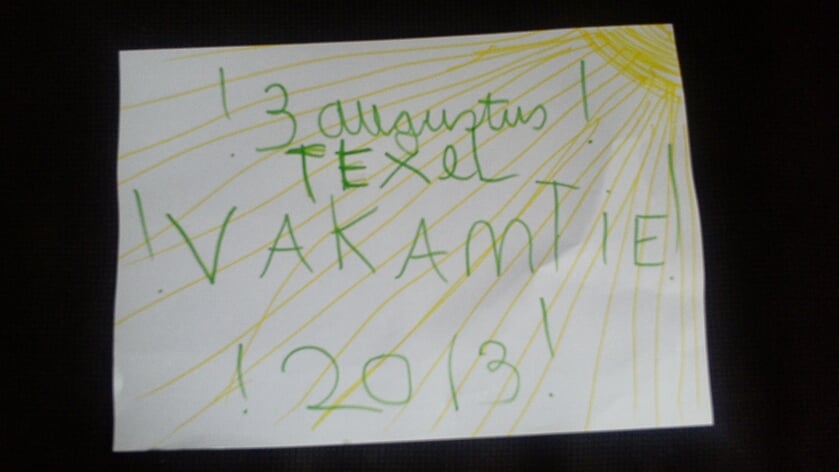 ! 3 augustus !
TEXEL
! VAKANTIE !
! 2013 !